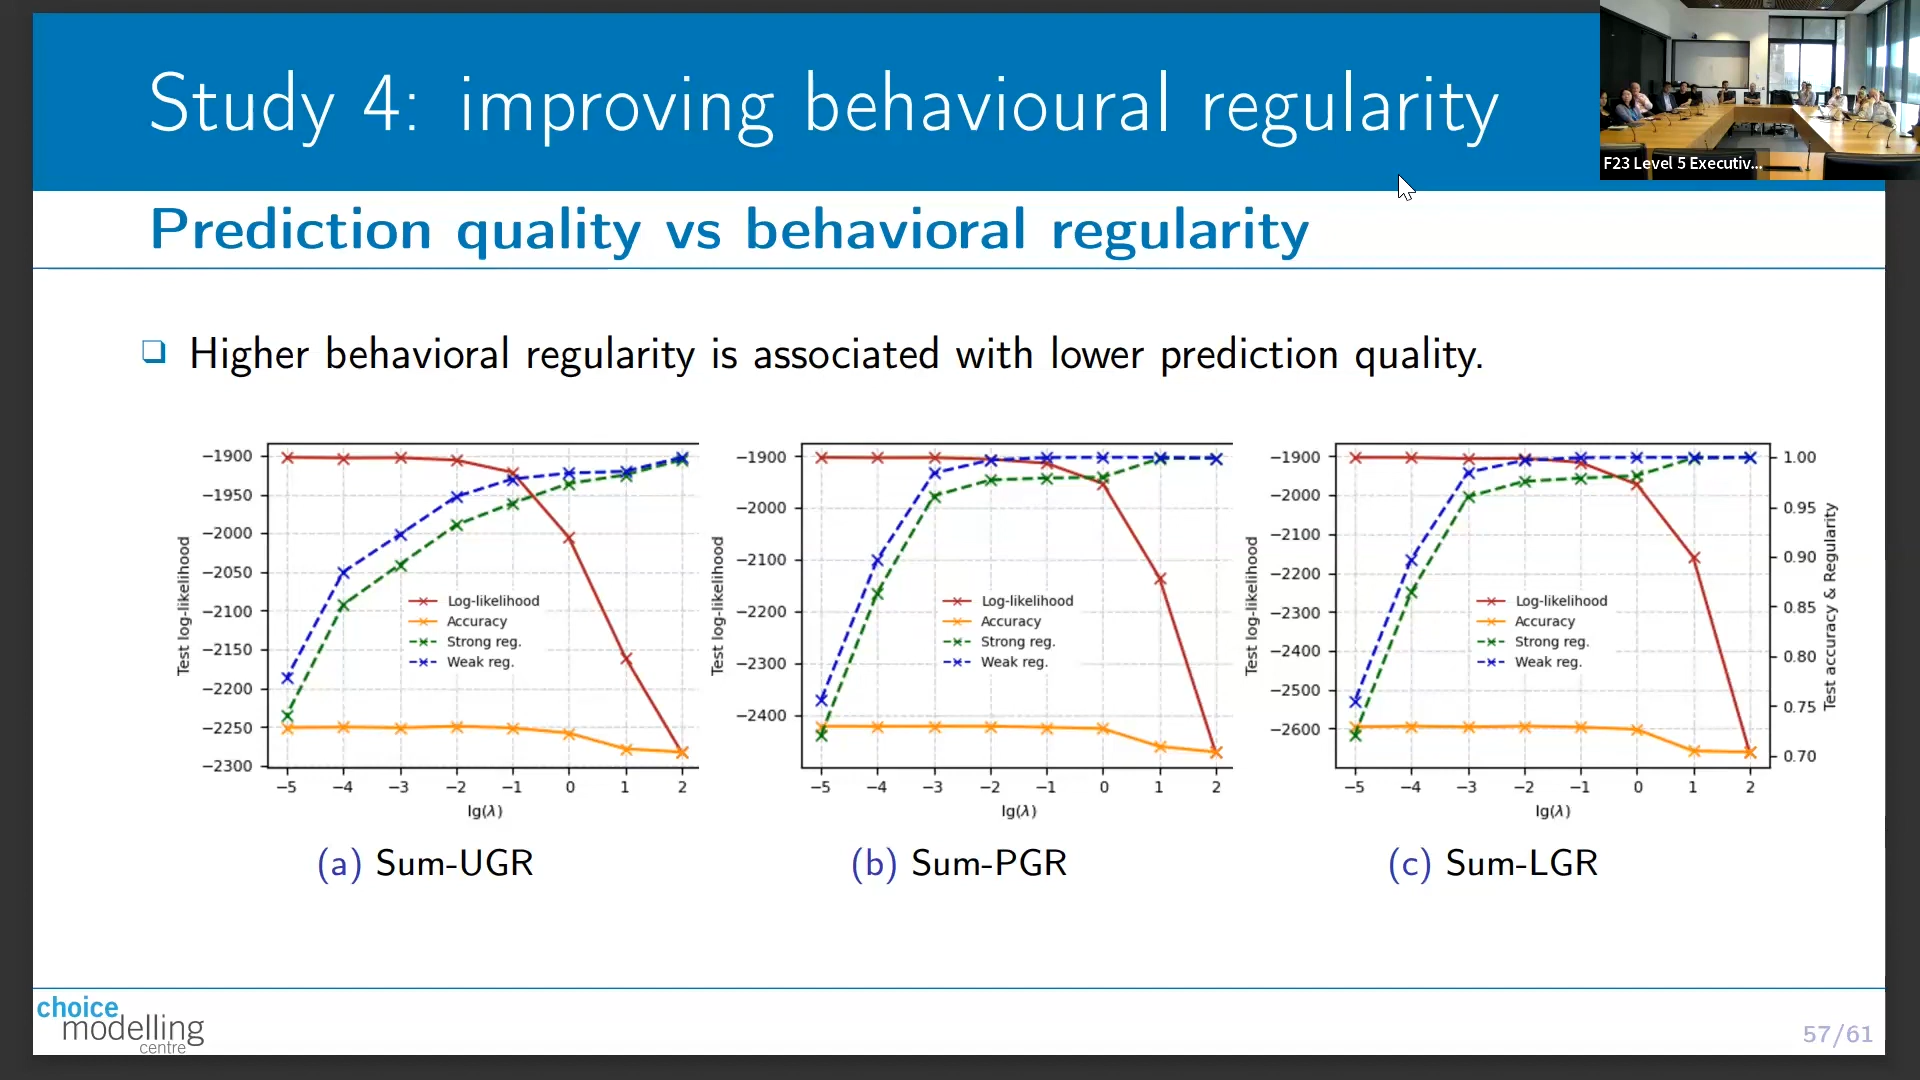 Study 4: improving behavioural regularity
F23 Level 5 Executiv...
Prediction quality vs behavioral regularity
❏ Higher behavioral regularity is associated with lower prediction quality.
Test log-likelihood
−1900
−1950
−2000
−2050
−2100
−2150
−2200
−2250
−2300
Log-likelihood
Accuracy
Strong reg.
Weak reg.
−5 −4 −3 −2 −1 0 1 2
lg(λ)
(a) Sum-UGR
Test log-likelihood
−1900
−2000
−2100
−2200
−2300
−2400
Log-likelihood
Accuracy
Strong reg.
Weak reg.
−5 −4 −3 −2 −1 0 1 2
lg(λ)
(b) Sum-PGR
Test log-likelihood
−1900
−2000
−2100
−2200
−2300
−2400
−2500
−2600
Log-likelihood
Accuracy
Strong reg.
Weak reg.
1.00
0.95
0.90
0.85
0.80
0.75
0.70
Test accuracy & Regularity
−5 −4 −3 −2 −1 0 1 2
lg(λ)
(c) Sum-LGR
choice
modelling
centre
57/61